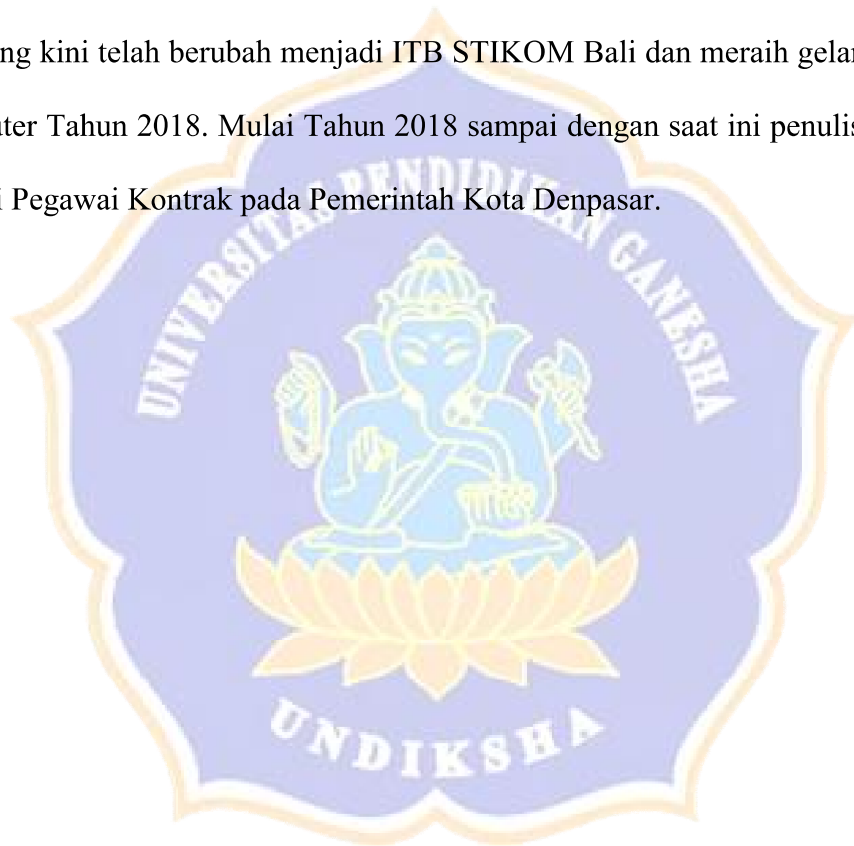 ng kini telah berubah menjadi ITB STIKOM Bali dan meraih gelar
uter Tahun 2018. Mulai Tahun 2018 sampai dengan saat ini penulis
i Pegawai Kontrak pada Pemerintah Kota Denpasar.
UNIVERSITAS PENDIDIKAN GANESHA
UNDIKSHA